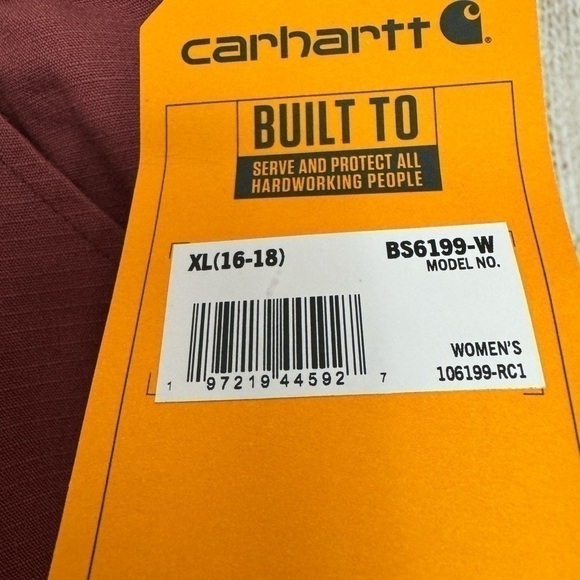 carhartt
BUILT TO
SERVE AND PROTECT ALL
HARDWORKING PEOPLE
XL(16-18)
BS6199-W
MODEL NO.
WOMEN'S
106199-RC1
1 97219 44592 7